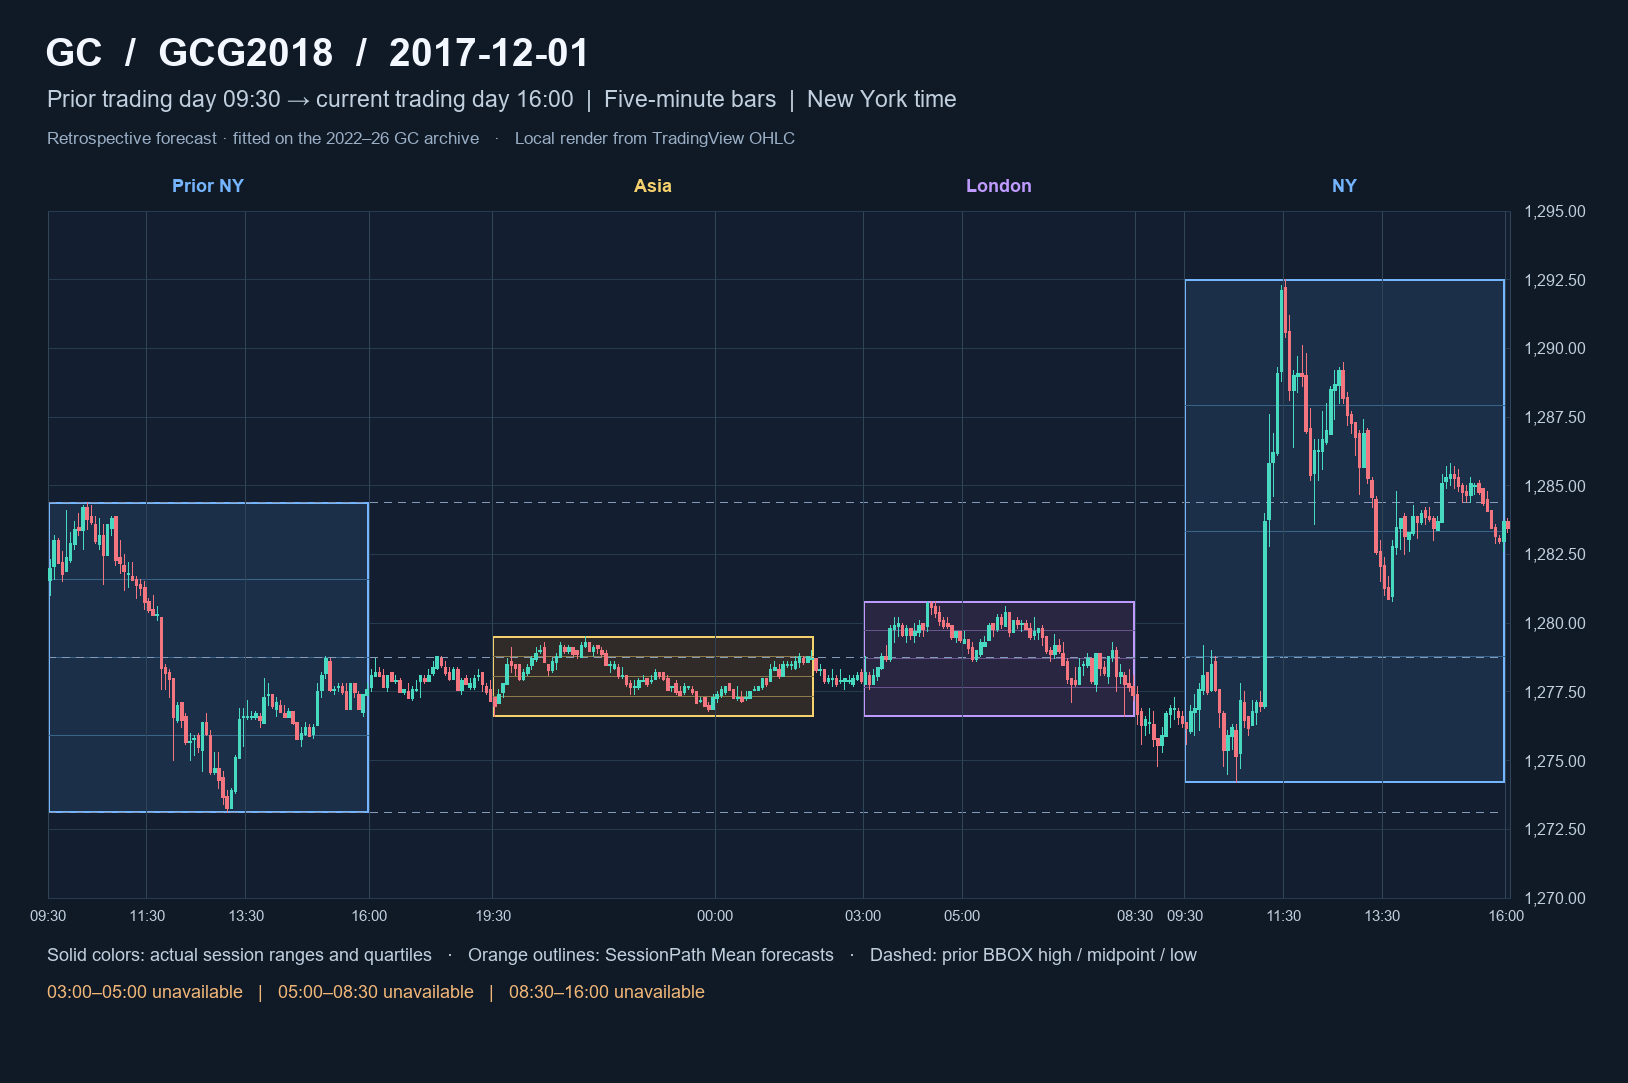 GC / GCG2018 / 2017-12-01
Prior trading day 09:30 → current trading day 16:00 | Five-minute bars | New York time
Retrospective forecast · fitted on the 2022–26 GC archive · Local render from TradingView OHLC
Prior NY Asia London NY
1,295.00
1,292.50
1,290.00
1,287.50
1,285.00
1,282.50
1,280.00
1,277.50
1,275.00
1,272.50
1,270.00
09:30 11:30 13:30 16:00 19:30 00:00 03:00 05:00 08:30 09:30 11:30 13:30 16:00
Solid colors: actual session ranges and quartiles · Orange outlines: SessionPath Mean forecasts · Dashed: prior BBOX high / midpoint / low
03:00–05:00 unavailable | 05:00–08:30 unavailable | 08:30–16:00 unavailable